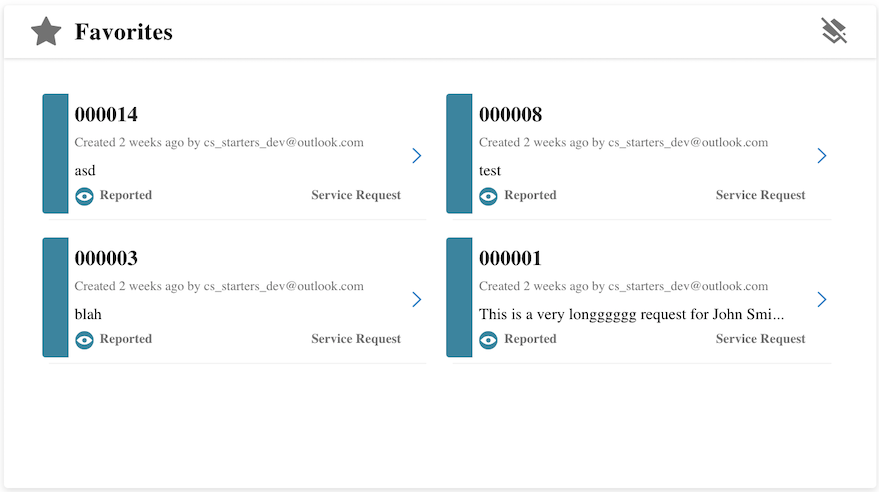 Favorites
000014
Created 2 weeks ago by cs_starters_dev@outlook.com
asd
Reported
Service Request
000008
Created 2 weeks ago by cs_starters_dev@outlook.com
test
Reported
Service Request
000003
Created 2 weeks ago by cs_starters_dev@outlook.com
blah
Reported
Service Request
000001
Created 2 weeks ago by cs_starters_dev@outlook.com
This is a very longggggg request for John Smi...
Reported
Service Request